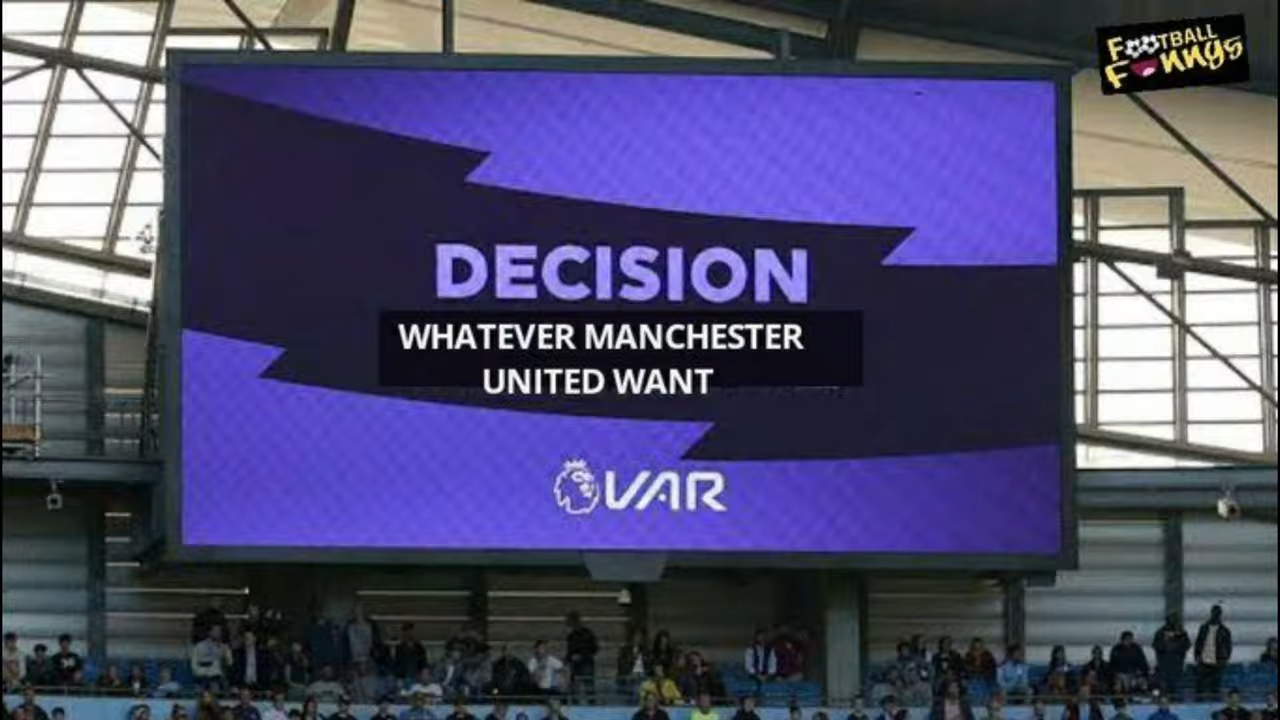 FOOTBALL
FUNNYS
DECISION
WHATEVER MANCHESTER
UNITED WANT
VAR